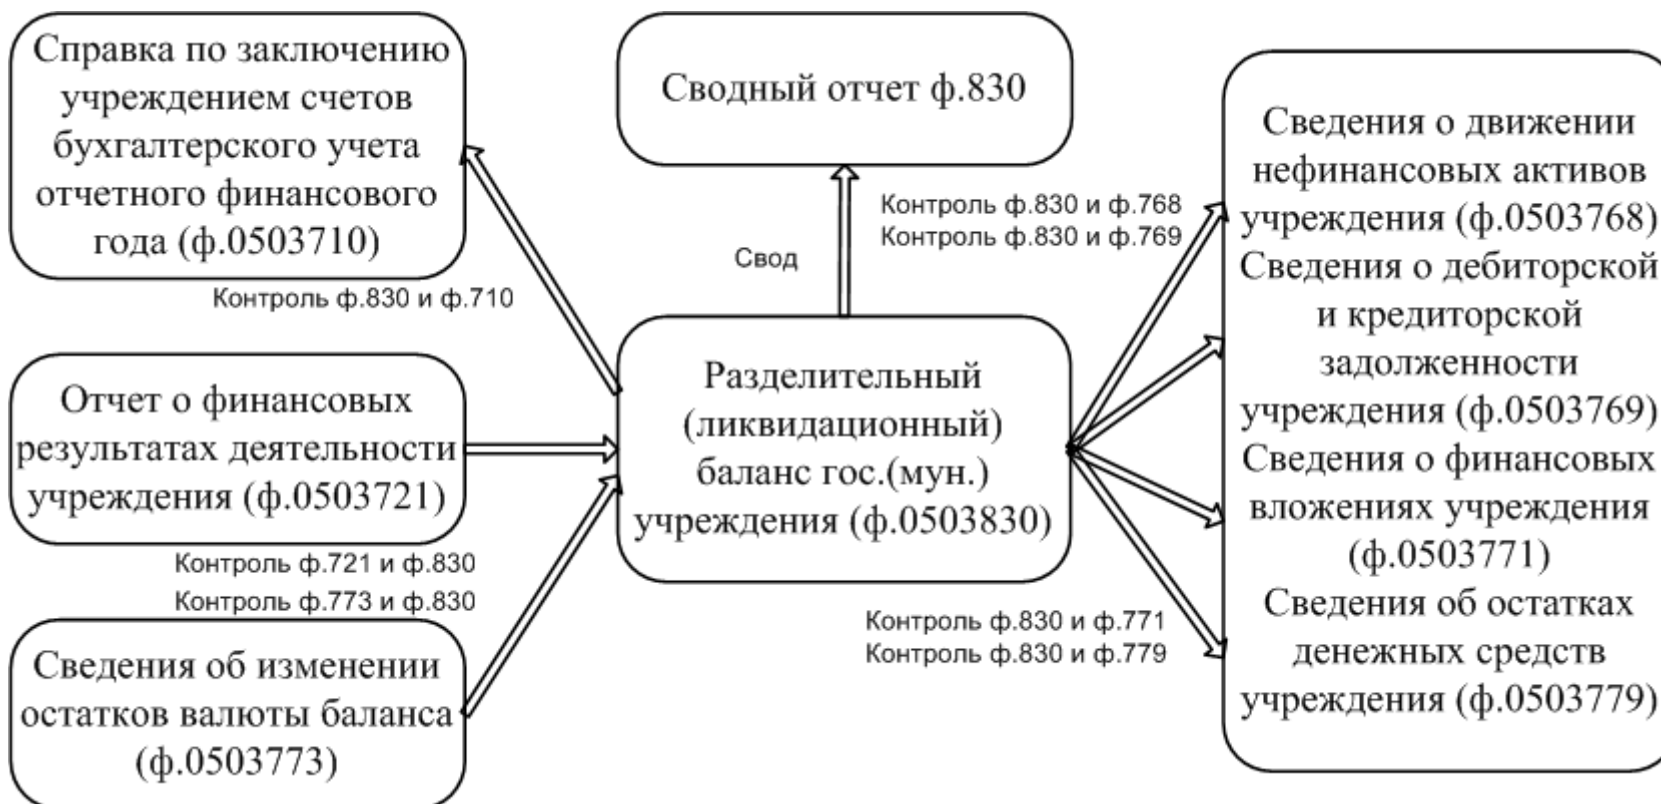 Справка по заключению
учреждением счетов
бухгалтерского учета
отчетного финансового
года (ф.0503710)
Контроль ф.830 и ф.710
Отчет о финансовых
результатах деятельности
учреждения (ф.0503721)
Контроль ф.721 и ф.830
Контроль ф.773 и ф.830
Сведения об изменении
остатков валюты баланса
(ф.0503773)
Сводный отчет ф.830
Свод
Контроль ф.830 и ф.768
Контроль ф.830 и ф.769
Разделительный
(ликвидационный)
баланс гос.(мун.)
учреждения (ф.0503830)
Контроль ф.830 и ф.771
Контроль ф.830 и ф.779
Сведения о движении
нефинансовых активов
учреждения (ф.0503768)
Сведения о дебиторской
и кредиторской
задолженности
учреждения (ф.0503769)
Сведения о финансовых
вложениях учреждения
(ф.0503771)
Сведения об остатках
денежных средств
учреждения (ф.0503779)